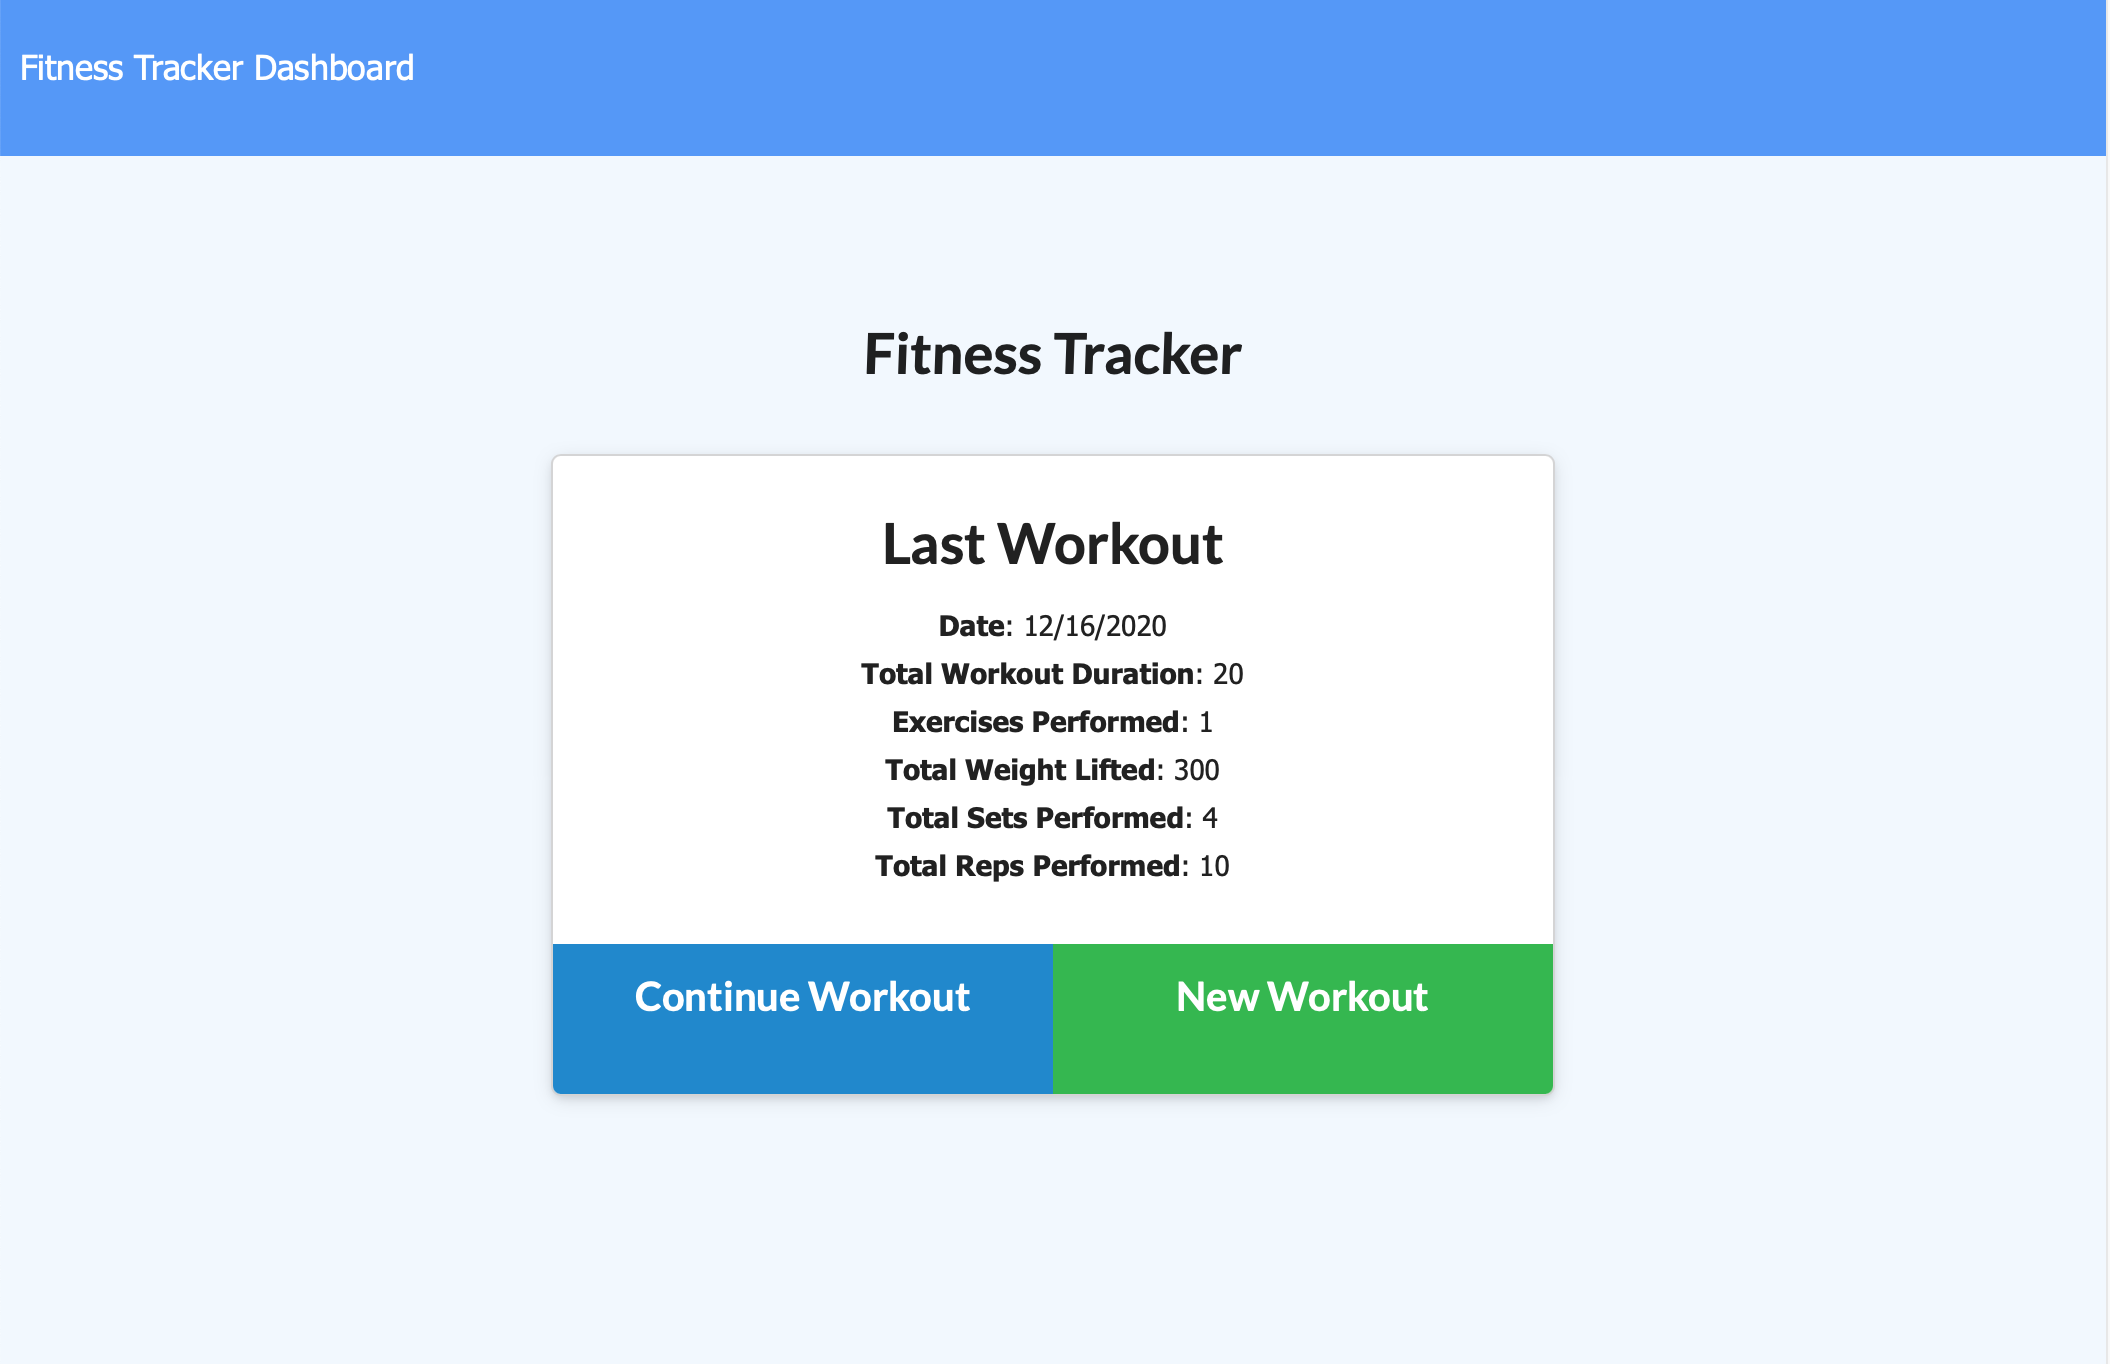 Fitness Tracker Dashboard
Fitness Tracker
Last Workout
Date: 12/16/2020
Total Workout Duration: 20
Exercises Performed: 1
Total Weight Lifted: 300
Total Sets Performed: 4
Total Reps Performed: 10
Continue Workout
New Workout